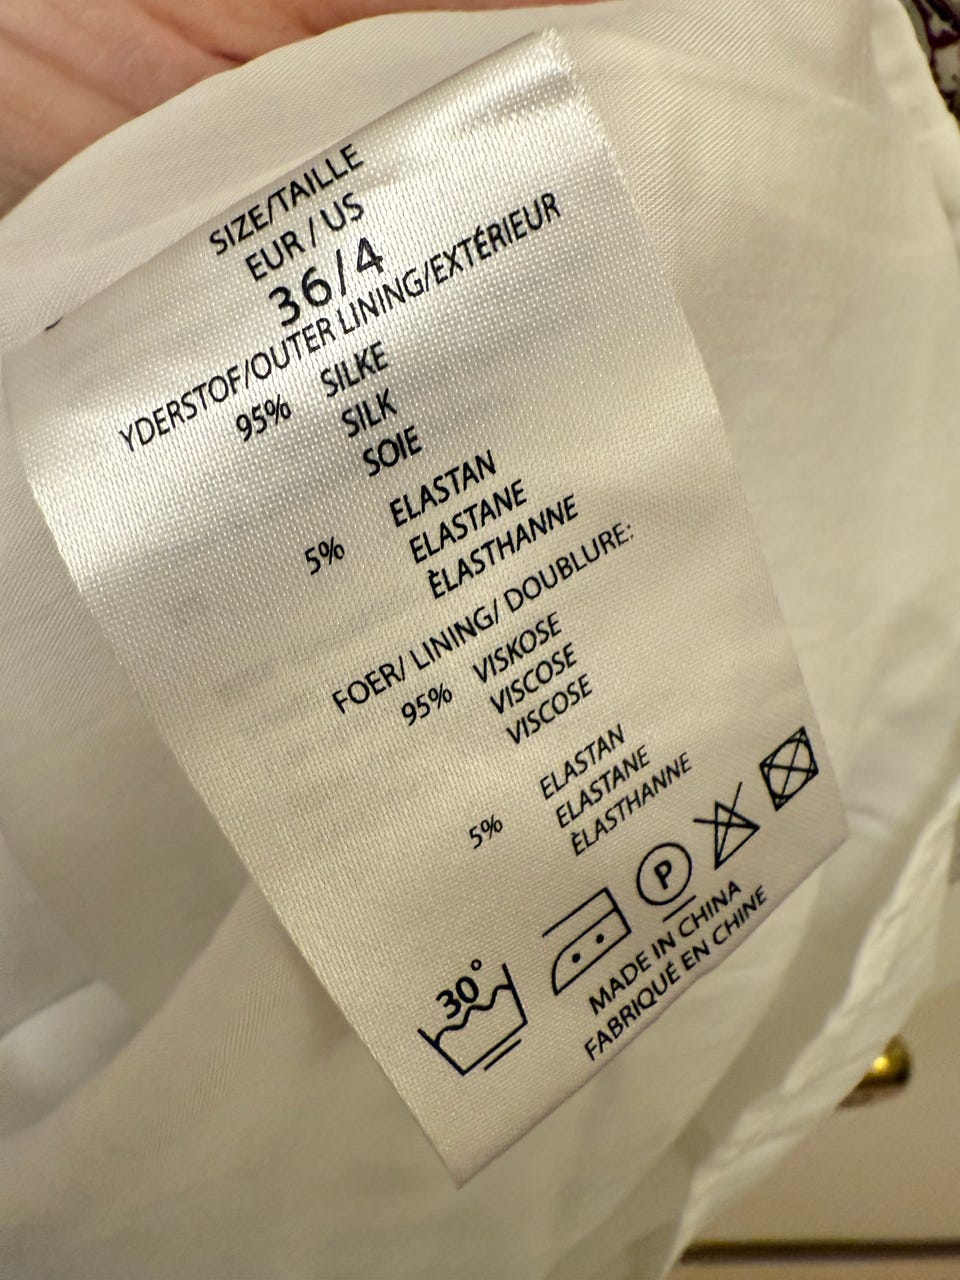 SIZE/TAILLE
EUR / US
36/4
YDERSTOF/OUTER LINING/EXTÉRIEUR
95% SILKE
SILK
SOIE
ELASTAN
5% ELASTANE
ÈLASTHANNE
FOER/ LINING/ DOUBLURE:
95% VISKOSE
VISCOSE
VISCOSE
ELASTAN
5% ELASTANE
ÈLASTHANNE
30°
P
MADE IN CHINA
FABRIQUÉ EN CHINE